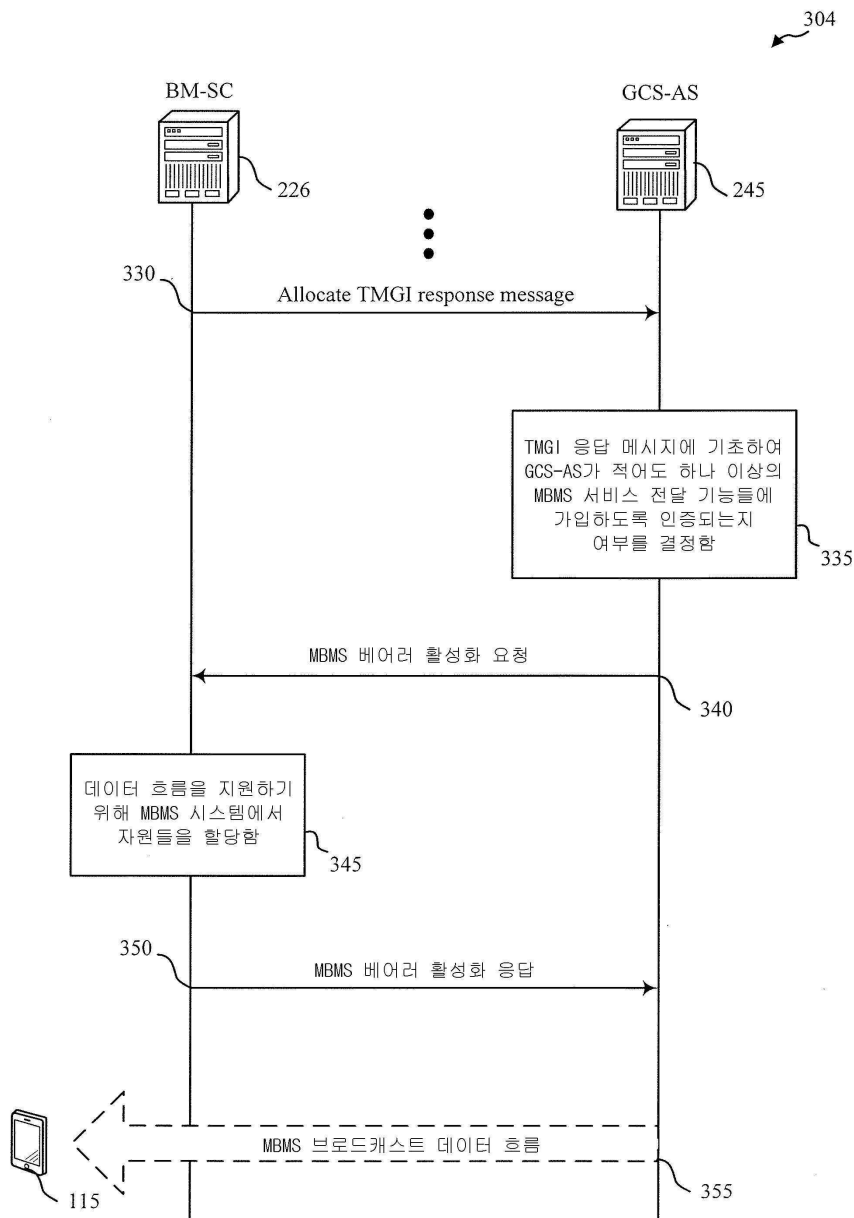 304
BM-SC
GCS-AS
226
245
330
Allocate TMGI response message
TMGI 응답 메시지에 기초하여
GCS-AS가 적어도 하나 이상의
MBMS 서비스 전달 기능들에
가입하도록 인증되는지
여부를 결정함
335
MBMS 베어러 활성화 요청
340
데이터 흐름을 지원하기
위해 MBMS 시스템에서
자원들을 할당함
345
350
MBMS 베어러 활성화 응답
MBMS 브로드캐스트 데이터 흐름
115
355